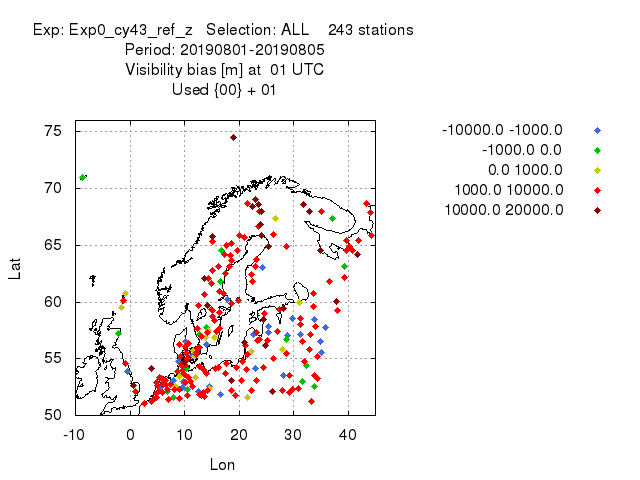 Exp: Exp0_cy43_ref_z   Selection: ALL    243 stations
Period: 20190801-20190805
Visibility bias [m] at  01 UTC
Used {00} + 01
-10000.0 -1000.0
-1000.0 0.0
0.0 1000.0
1000.0 10000.0
10000.0 20000.0
75
70
65
60
55
50
Lat
-10 0 10 20 30 40
Lon